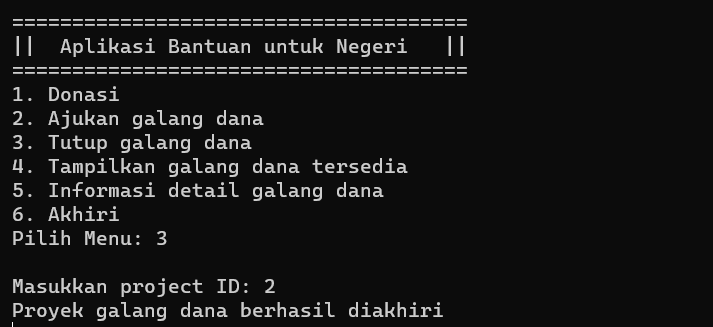 ======================================
||  Aplikasi Bantuan untuk Negeri   ||
======================================
1. Donasi
2. Ajukan galang dana
3. Tutup galang dana
4. Tampilkan galang dana tersedia
5. Informasi detail galang dana
6. Akhiri
Pilih Menu: 3

Masukkan project ID: 2
Proyek galang dana berhasil diakhiri